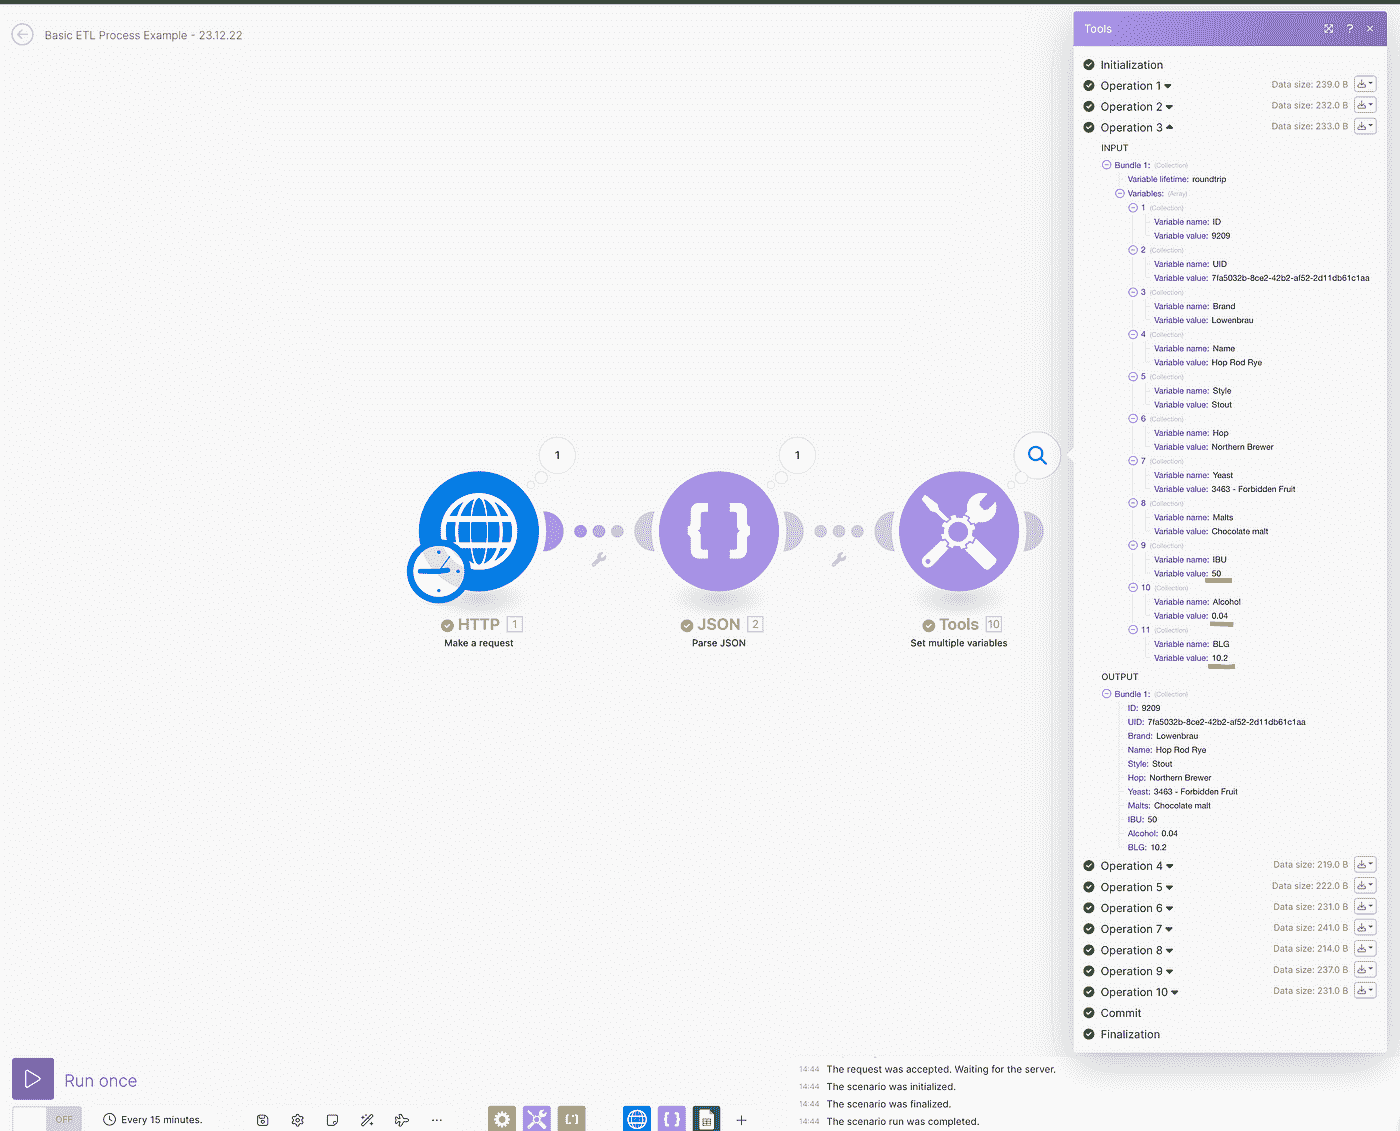 Basic ETL Process Example - 23.12.22
Tools ? ×
Initialization
Operation 1 Data size: 239.0 B
Operation 2 Data size: 232.0 B
Operation 3 Data size: 233.0 B
INPUT
Bundle 1: (Collection)
Variable lifetime: roundtrip
Variables: (Array)
1 (Collection)
Variable name: ID
Variable value: 9209
2 (Collection)
Variable name: UID
Variable value: 7fa5032b-8ce2-42b2-af52-2d11db61c1aa
3 (Collection)
Variable name: Brand
Variable value: Lowenbrau
4 (Collection)
Variable name: Name
Variable value: Hop Rod Rye
5 (Collection)
Variable name: Style
Variable value: Stout
6 (Collection)
Variable name: Hop
Variable value: Northern Brewer
7 (Collection)
Variable name: Yeast
Variable value: 3463 - Forbidden Fruit
8 (Collection)
Variable name: Malts
Variable value: Chocolate malt
9 (Collection)
Variable name: IBU
Variable value: 50
10 (Collection)
Variable name: Alcohol
Variable value: 0.04
11 (Collection)
Variable name: BLG
Variable value: 10.2
OUTPUT
Bundle 1: (Collection)
ID: 9209
UID: 7fa5032b-8ce2-42b2-af52-2d11db61c1aa
Brand: Lowenbrau
Name: Hop Rod Rye
Style: Stout
Hop: Northern Brewer
Yeast: 3463 - Forbidden Fruit
Malts: Chocolate malt
IBU: 50
Alcohol: 0.04
BLG: 10.2
Operation 4 Data size: 219.0 B
Operation 5 Data size: 222.0 B
Operation 6 Data size: 231.0 B
Operation 7 Data size: 241.0 B
Operation 8 Data size: 214.0 B
Operation 9 Data size: 237.0 B
Operation 10 Data size: 231.0 B
Commit
Finalization
1
1
HTTP 1
Make a request
JSON 2
Parse JSON
Tools 10
Set multiple variables
Run once
OFF
Every 15 minutes.
14:44 The request was accepted. Waiting for the server.
14:44 The scenario was initialized.
14:44 The scenario was finalized.
14:44 The scenario run was completed.